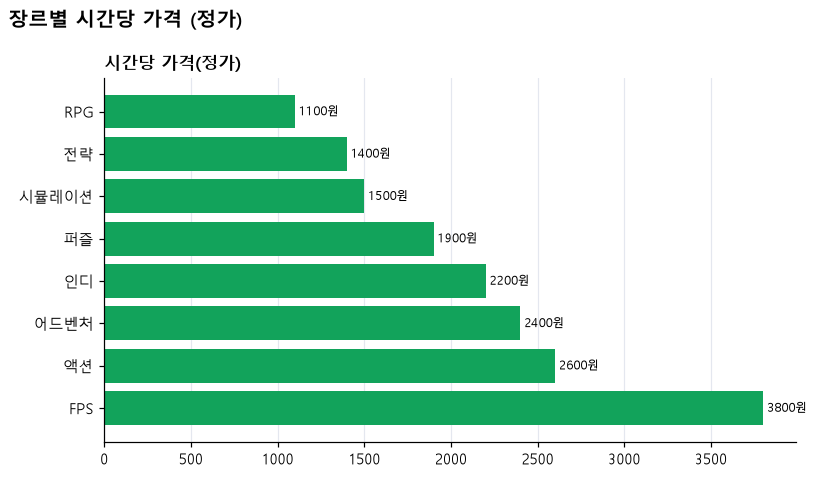 장르별 시간당 가격 (정가)
시간당 가격(정가)
RPG 1100원
전략 1400원
시뮬레이션 1500원
퍼즐 1900원
인디 2200원
어드벤처 2400원
액션 2600원
FPS 3800원
0 500 1000 1500 2000 2500 3000 3500